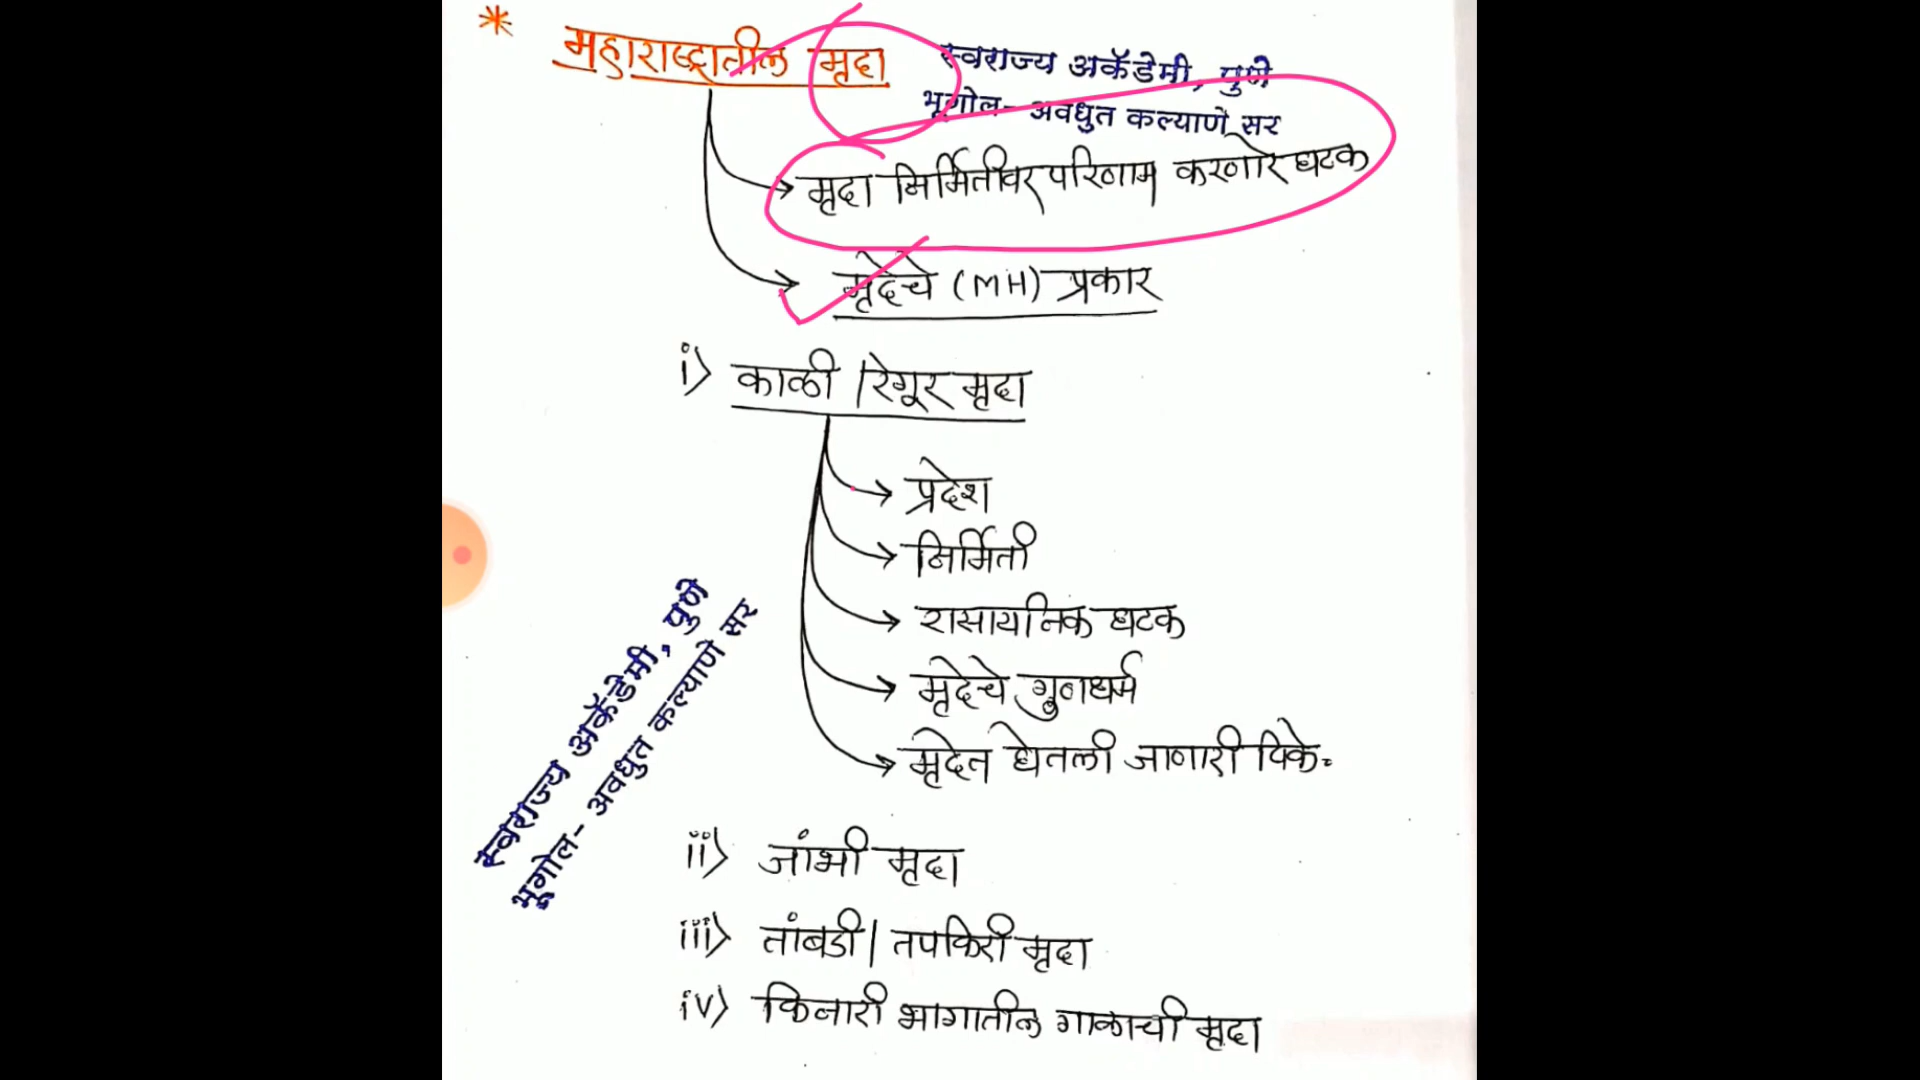 * महाराष्ट्रातील मृदा
स्वराज्य अकॅडेमी, पुणे
भूगोल- अवधुत कल्याणे सर
→ मृदा निर्मितीवर परिणाम करणारे घटक
→ मृदेचे (MH) प्रकार
i) काळी | रेगूर मृदा
→ प्रदेश
→ निर्मिती
→ रासायनिक घटक
→ मृदेचे गुणधर्म
→ मृदेत घेतली जाणारी पिके.
स्वराज्य अकॅडेमी, पुणे
भूगोल- अवधुत कल्याणे सर
ii) जांभी मृदा
iii) तांबडी | तपकिरी मृदा
iv) किनारी भागातील गाळाची मृदा